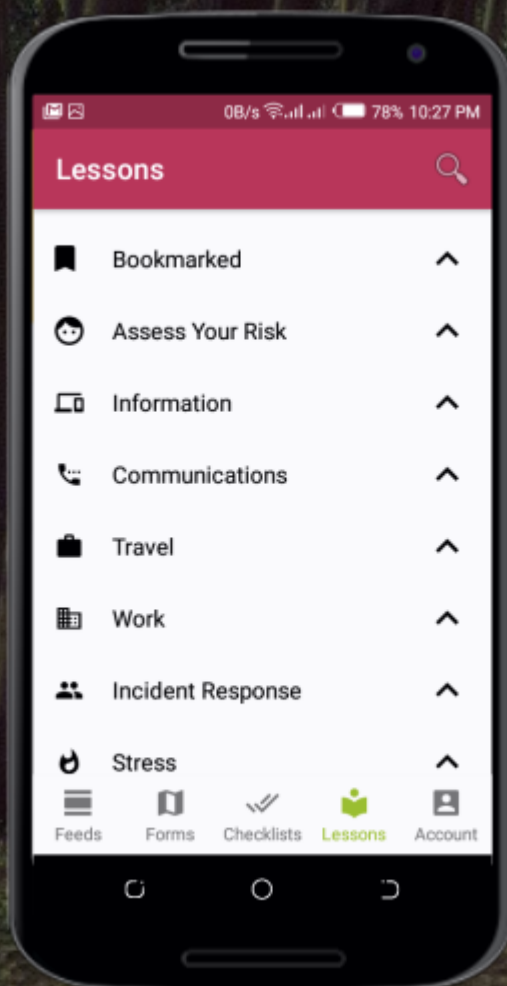 0B/s 78% 10:27 PM
Lessons
Bookmarked
Assess Your Risk
Information
Communications
Travel
Work
Incident Response
Stress
Feeds Forms Checklists Lessons Account